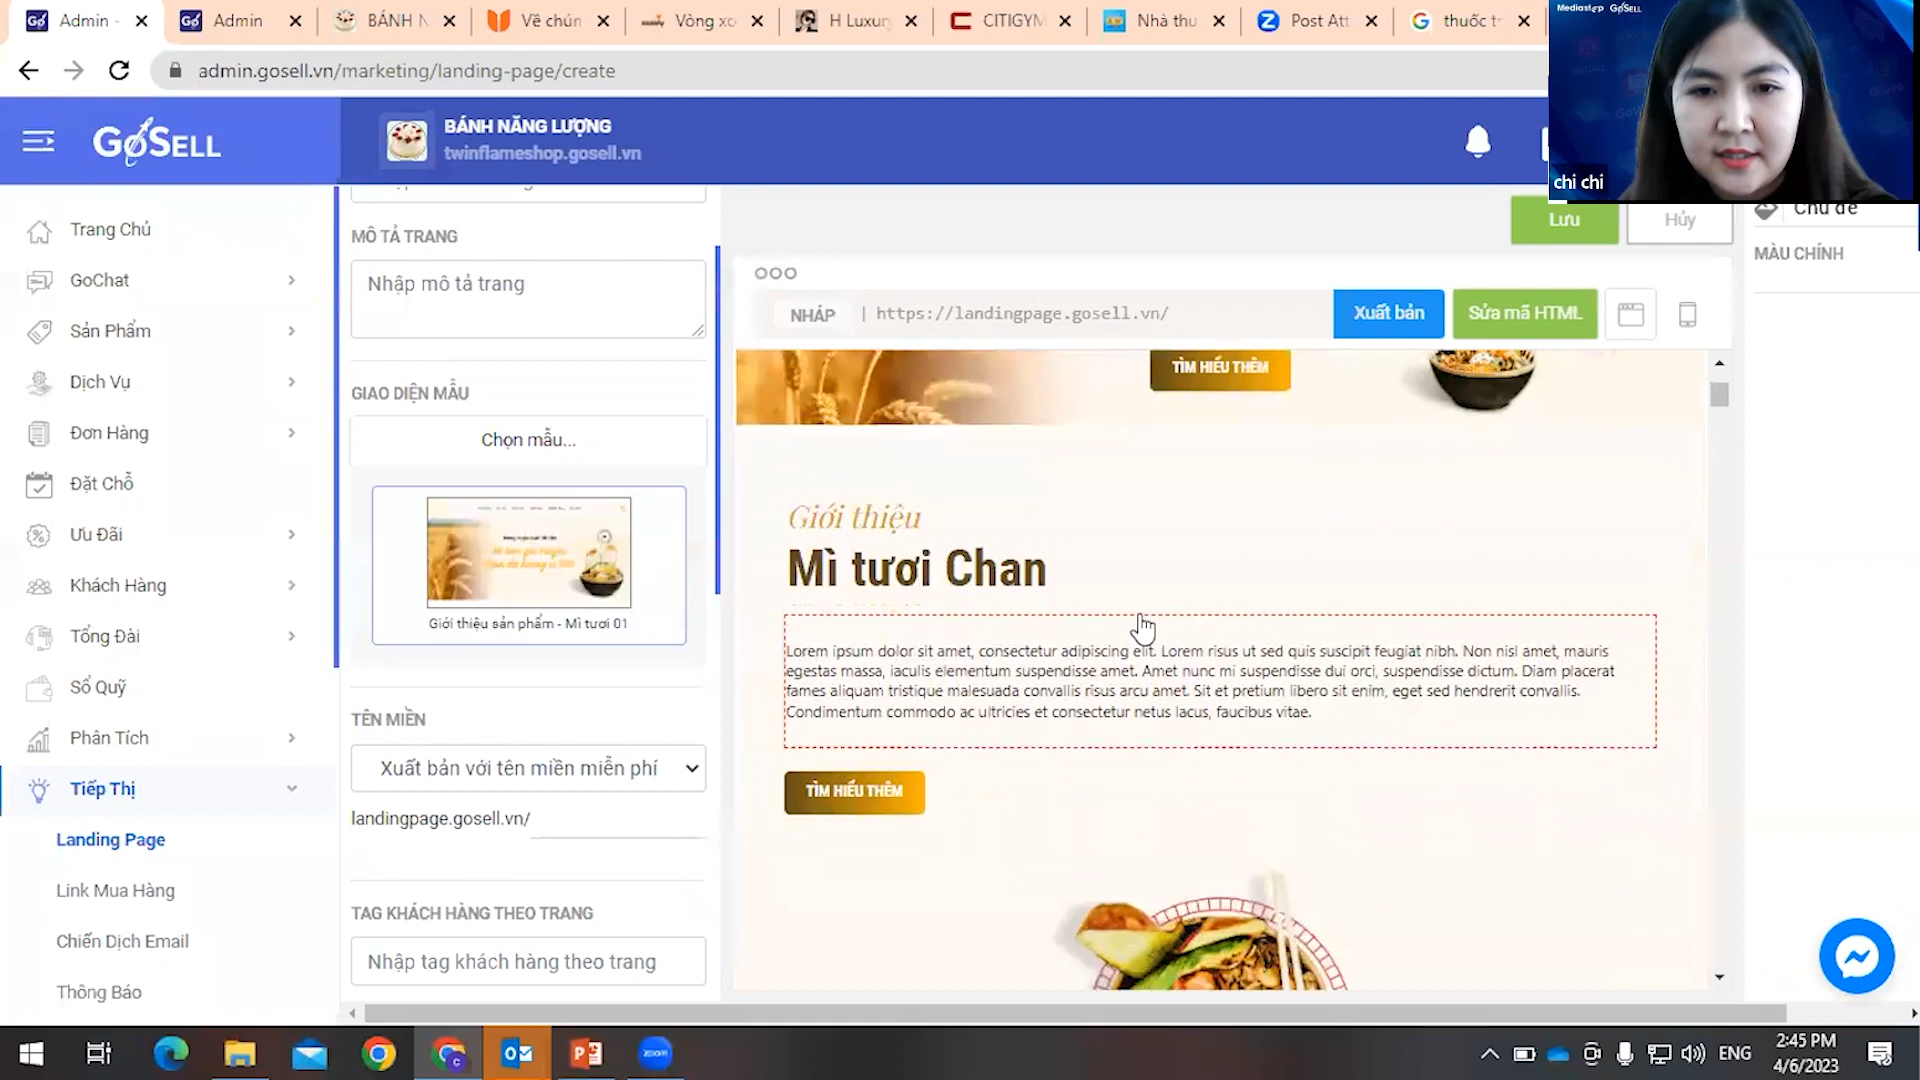 Admin -
Admin
BÁNH N
Về chún
Vòng xo
H Luxur
CITIGYM
Nhà thu
Post Att
thuốc t
admin.gosell.vn/marketing/landing-page/create
Mediastep GoSELL
chi chi
GoSELL
BÁNH NĂNG LƯỢNG
twinflameshop.gosell.vn
Trang Chủ
GoChat
Sản Phẩm
Dịch Vụ
Đơn Hàng
Đặt Chỗ
Ưu Đãi
Khách Hàng
Tổng Đài
Sổ Quỹ
Phân Tích
Tiếp Thị
Landing Page
Link Mua Hàng
Chiến Dịch Email
Thông Báo
MÔ TẢ TRANG
Nhập mô tả trang
GIAO DIỆN MẪU
Chọn mẫu...
Giới thiệu sản phẩm - Mì tươi 01
TÊN MIỀN
Xuất bản với tên miền miễn phí
landingpage.gosell.vn/
TAG KHÁCH HÀNG THEO TRANG
Nhập tag khách hàng theo trang
Lưu
Hủy
Chủ đề
MÀU CHÍNH
NHÁP | https://landingpage.gosell.vn/
Xuất bản
Sửa mã HTML
TÌM HIỂU THÊM
Giới thiệu
Mì tươi Chan
Lorem ipsum dolor sit amet, consectetur adipiscing elit. Lorem risus ut sed quis suscipit feugiat nibh. Non nisl amet, mauris
egestas massa, iaculis elementum suspendisse amet. Amet nunc mi suspendisse dui orci, suspendisse dictum. Diam placerat
fames aliquam tristique malesuada convallis risus arcu amet. Sit et pretium libero sit enim, eget sed hendrerit convallis.
Condimentum commodo ac ultricies et consectetur netus lacus, faucibus vitae.
TÌM HIỂU THÊM
zoom
ENG
2:45 PM
4/6/2023